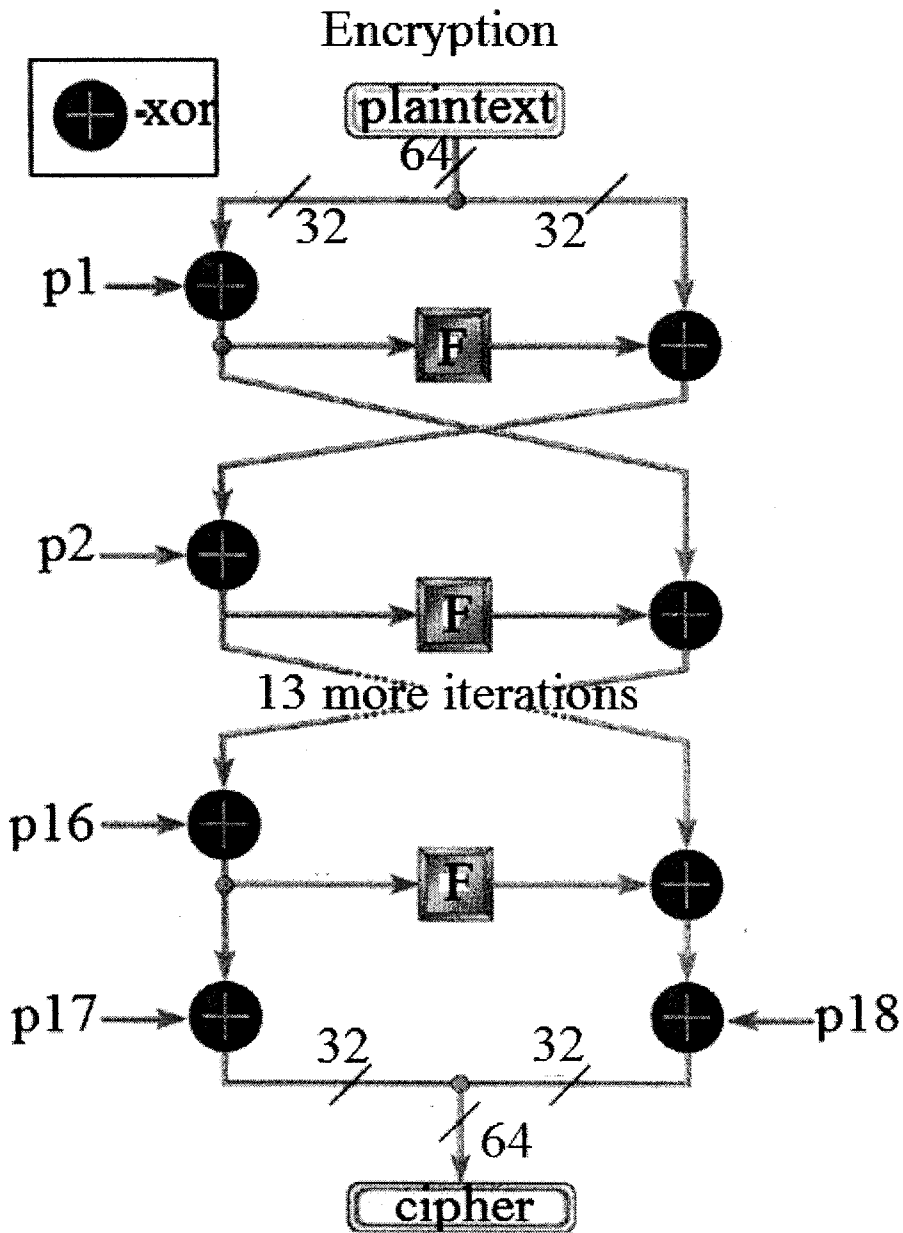 Encryption
-xor
plaintext
64
32
32
p1
F
p2
F
13 more iterations
p16
F
p17
p18
32
32
64
cipher